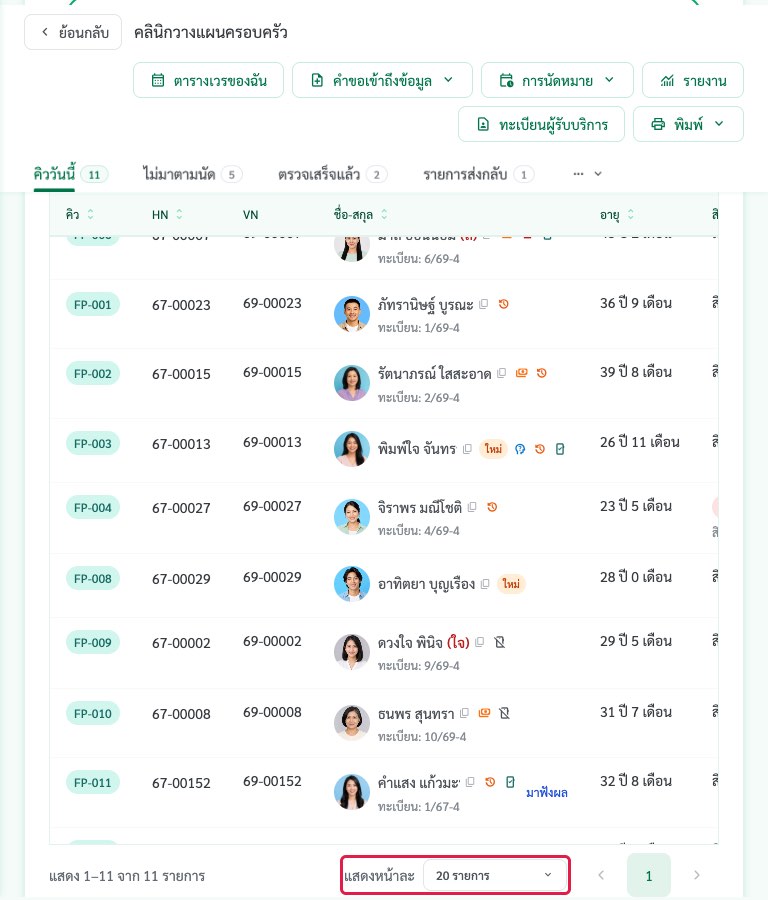 ย้อนกลับ คลินิกวางแผนครอบครัว
ตารางเวรของฉัน คำขอเข้าถึงข้อมูล การนัดหมาย รายงาน
ทะเบียนผู้รับบริการ พิมพ์
คิววันนี้ 11 ไม่มาตามนัด 5 ตรวจเสร็จแล้ว 2 รายการส่งกลับ 1 ...
คิว HN VN ชื่อ-สกุล อายุ
ทะเบียน: 6/69-4
FP-001 67-00023 69-00023 ภัทรานิษฐ์ บูรณะ 36 ปี 9 เดือน
ทะเบียน: 1/69-4
FP-002 67-00015 69-00015 รัตนาภรณ์ ใสสะอาด 39 ปี 8 เดือน
ทะเบียน: 2/69-4
FP-003 67-00013 69-00013 พิมพ์ใจ จันทร ใหม่ 26 ปี 11 เดือน
FP-004 67-00027 69-00027 จิราพร มณีโชติ 23 ปี 5 เดือน
ทะเบียน: 4/69-4
FP-008 67-00029 69-00029 อาทิตยา บุญเรือง ใหม่ 28 ปี 0 เดือน
FP-009 67-00002 69-00002 ดวงใจ พินิจ (ใจ) 29 ปี 5 เดือน
ทะเบียน: 9/69-4
FP-010 67-00008 69-00008 ธนพร สุนทรา 31 ปี 7 เดือน
ทะเบียน: 10/69-4
FP-011 67-00152 69-00152 คำแสง แก้วมะ มาฟังผล 32 ปี 8 เดือน
ทะเบียน: 1/67-4
แสดง 1–11 จาก 11 รายการ แสดงหน้าละ 20 รายการ 1